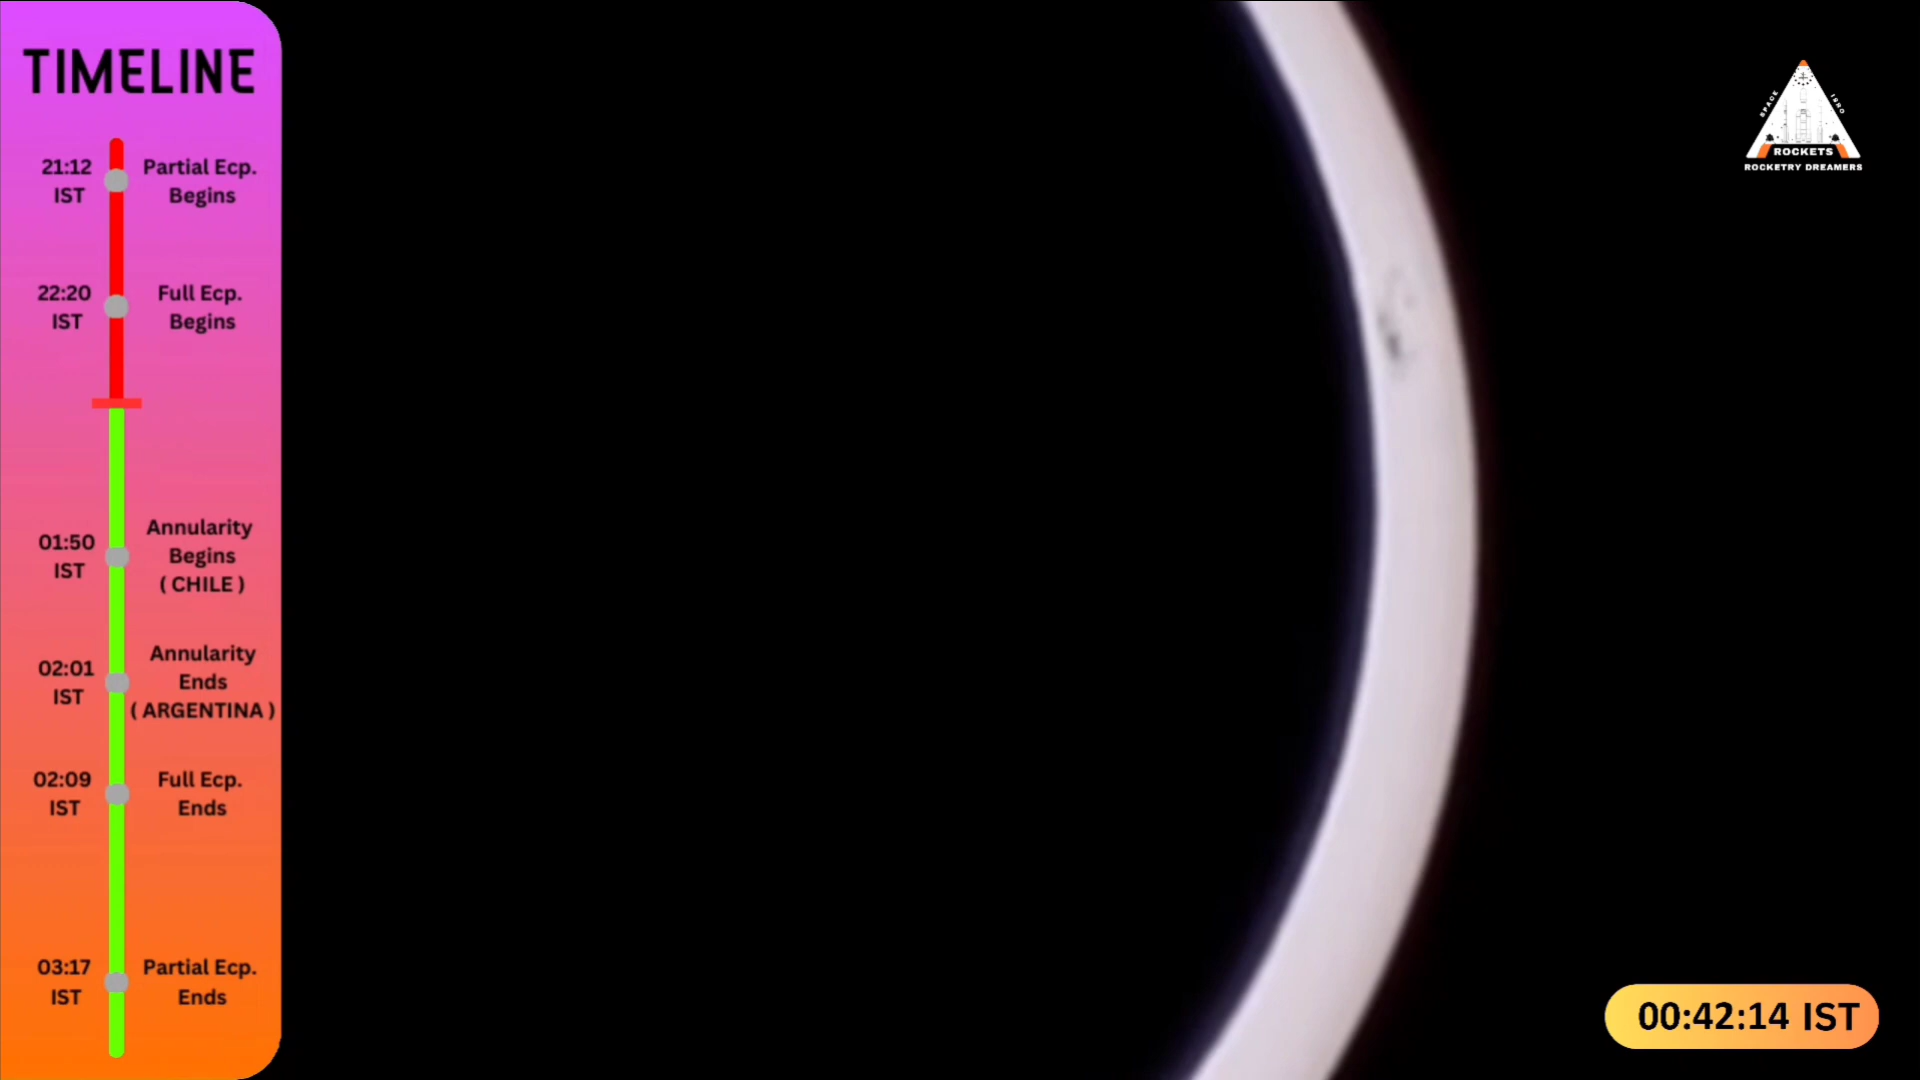 TIMELINE
21:12
IST
Partial Ecp.
Begins
22:20
IST
Full Ecp.
Begins
01:50
IST
Annularity
Begins
( CHILE )
02:01
IST
Annularity
Ends
( ARGENTINA )
02:09
IST
Full Ecp.
Ends
03:17
IST
Partial Ecp.
Ends
SPACE
ISRO
ROCKETS
ROCKETRY DREAMERS
00:42:14 IST